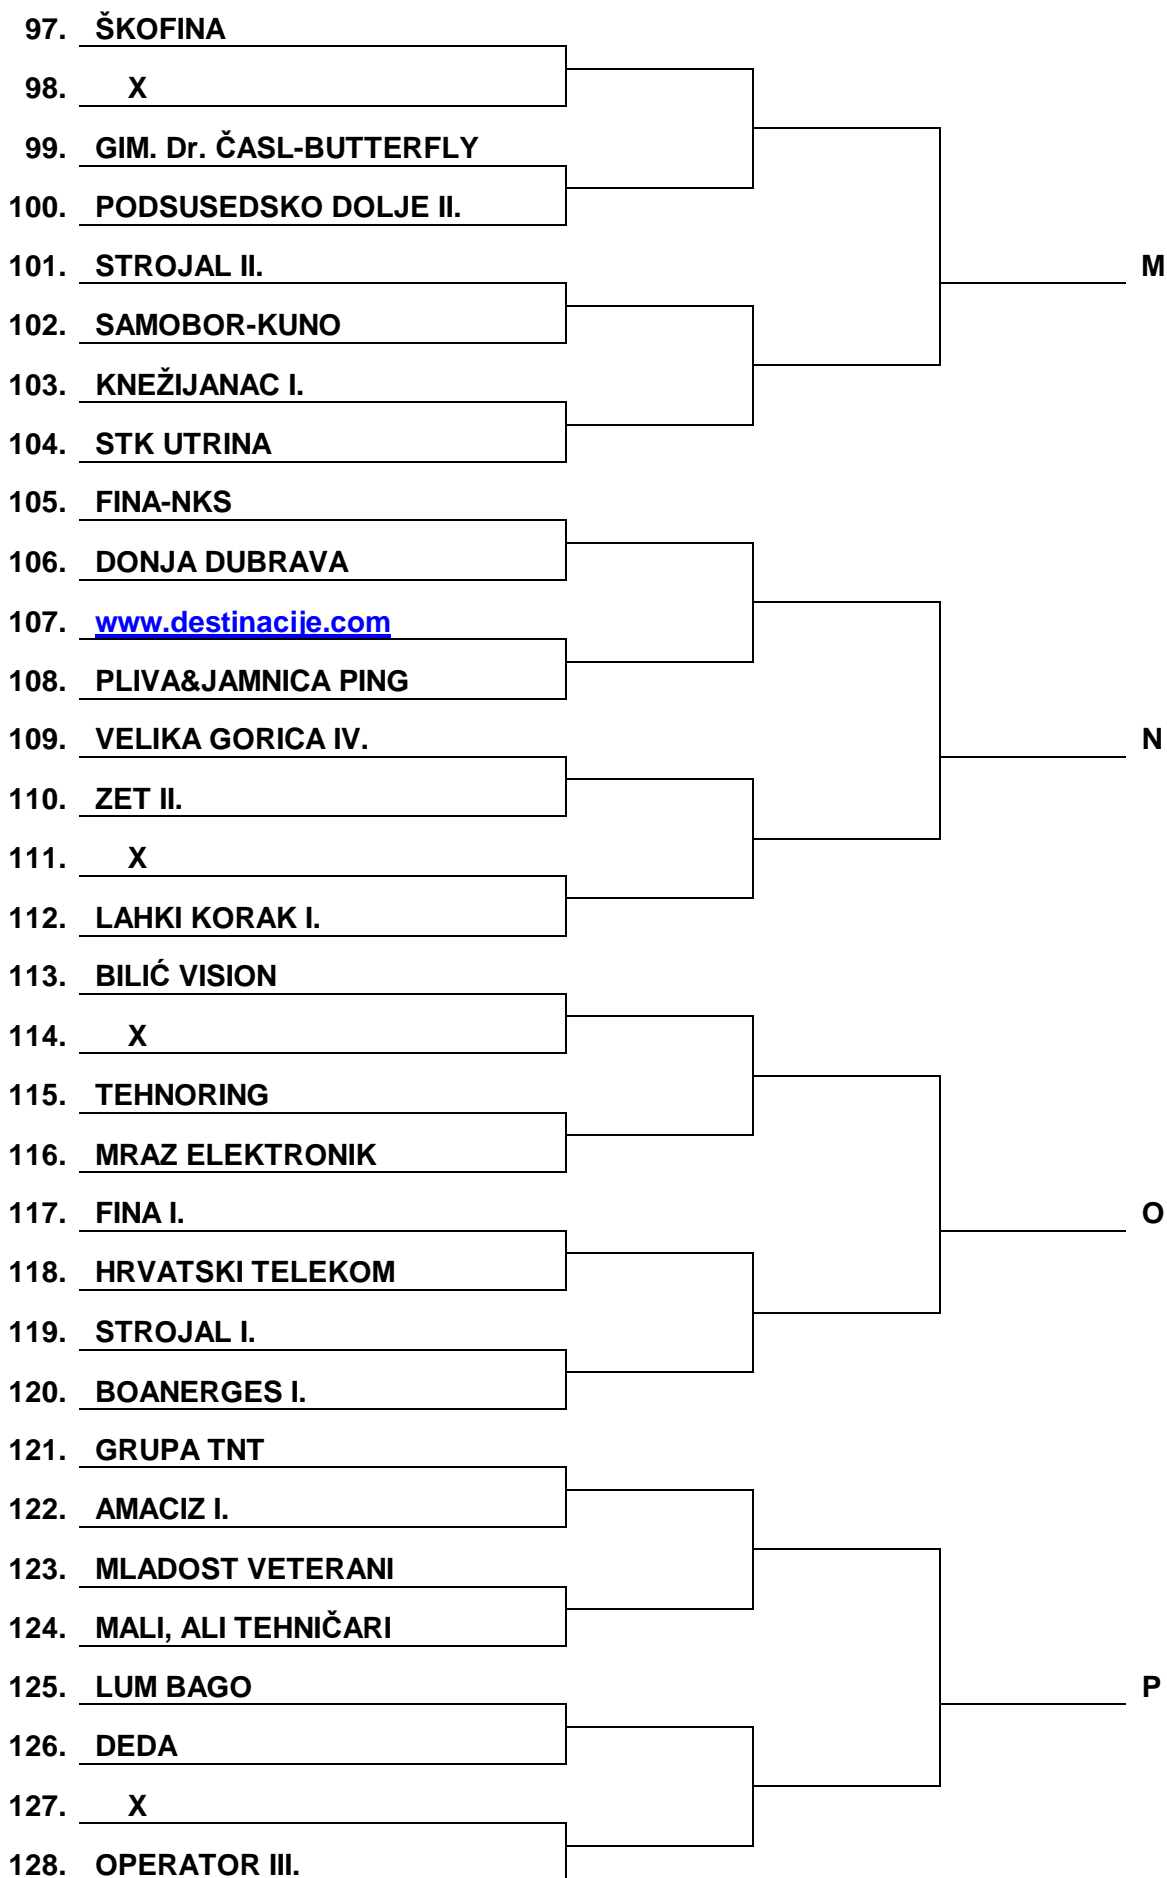 97. ŠKOFINA
98. X
99. GIM. Dr. ČASL-BUTTERFLY
100. PODSUSEDSKO DOLJE II.
101. STROJAL II.
M
102. SAMOBOR-KUNO
103. KNEŽIJANAC I.
104. STK UTRINA
105. FINA-NKS
106. DONJA DUBRAVA
107. www.destinacije.com
108. PLIVA&JAMNICA PING
109. VELIKA GORICA IV.
N
110. ZET II.
111. X
112. LAHKI KORAK I.
113. BILIĆ VISION
114. X
115. TEHNORING
116. MRAZ ELEKTRONIK
117. FINA I.
O
118. HRVATSKI TELEKOM
119. STROJAL I.
120. BOANERGES I.
121. GRUPA TNT
122. AMACIZ I.
123. MLADOST VETERANI
124. MALI, ALI TEHNIČARI
125. LUM BAGO
P
126. DEDA
127. X
128. OPERATOR III.